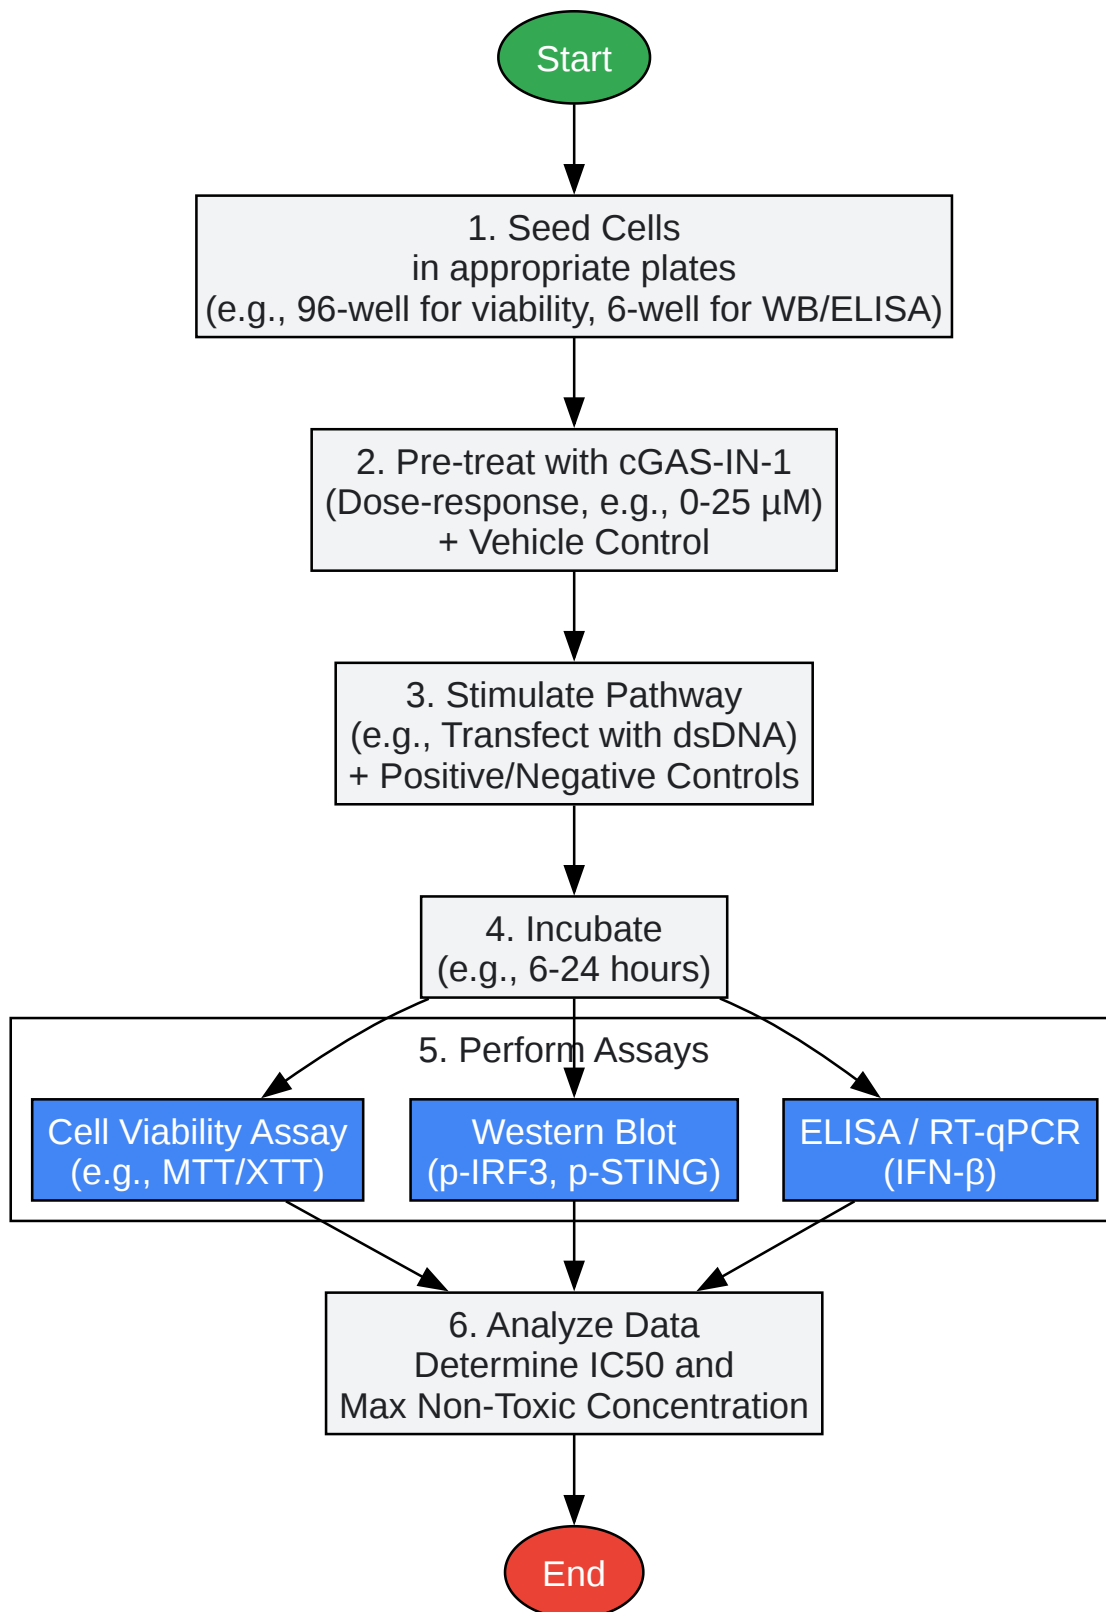 Start
1. Seed Cells
in appropriate plates
(e.g., 96-well for viability, 6-well for WB/ELISA)
2. Pre-treat with cGAS-IN-1
(Dose-response, e.g., 0-25 µM)
+ Vehicle Control
3. Stimulate Pathway
(e.g., Transfect with dsDNA)
+ Positive/Negative Controls
4. Incubate
(e.g., 6-24 hours)
5. Perform Assays
Cell Viability Assay
(e.g., MTT/XTT)
Western Blot
(p-IRF3, p-STING)
ELISA / RT-qPCR
(IFN-β)
6. Analyze Data
Determine IC50 and
Max Non-Toxic Concentration
End